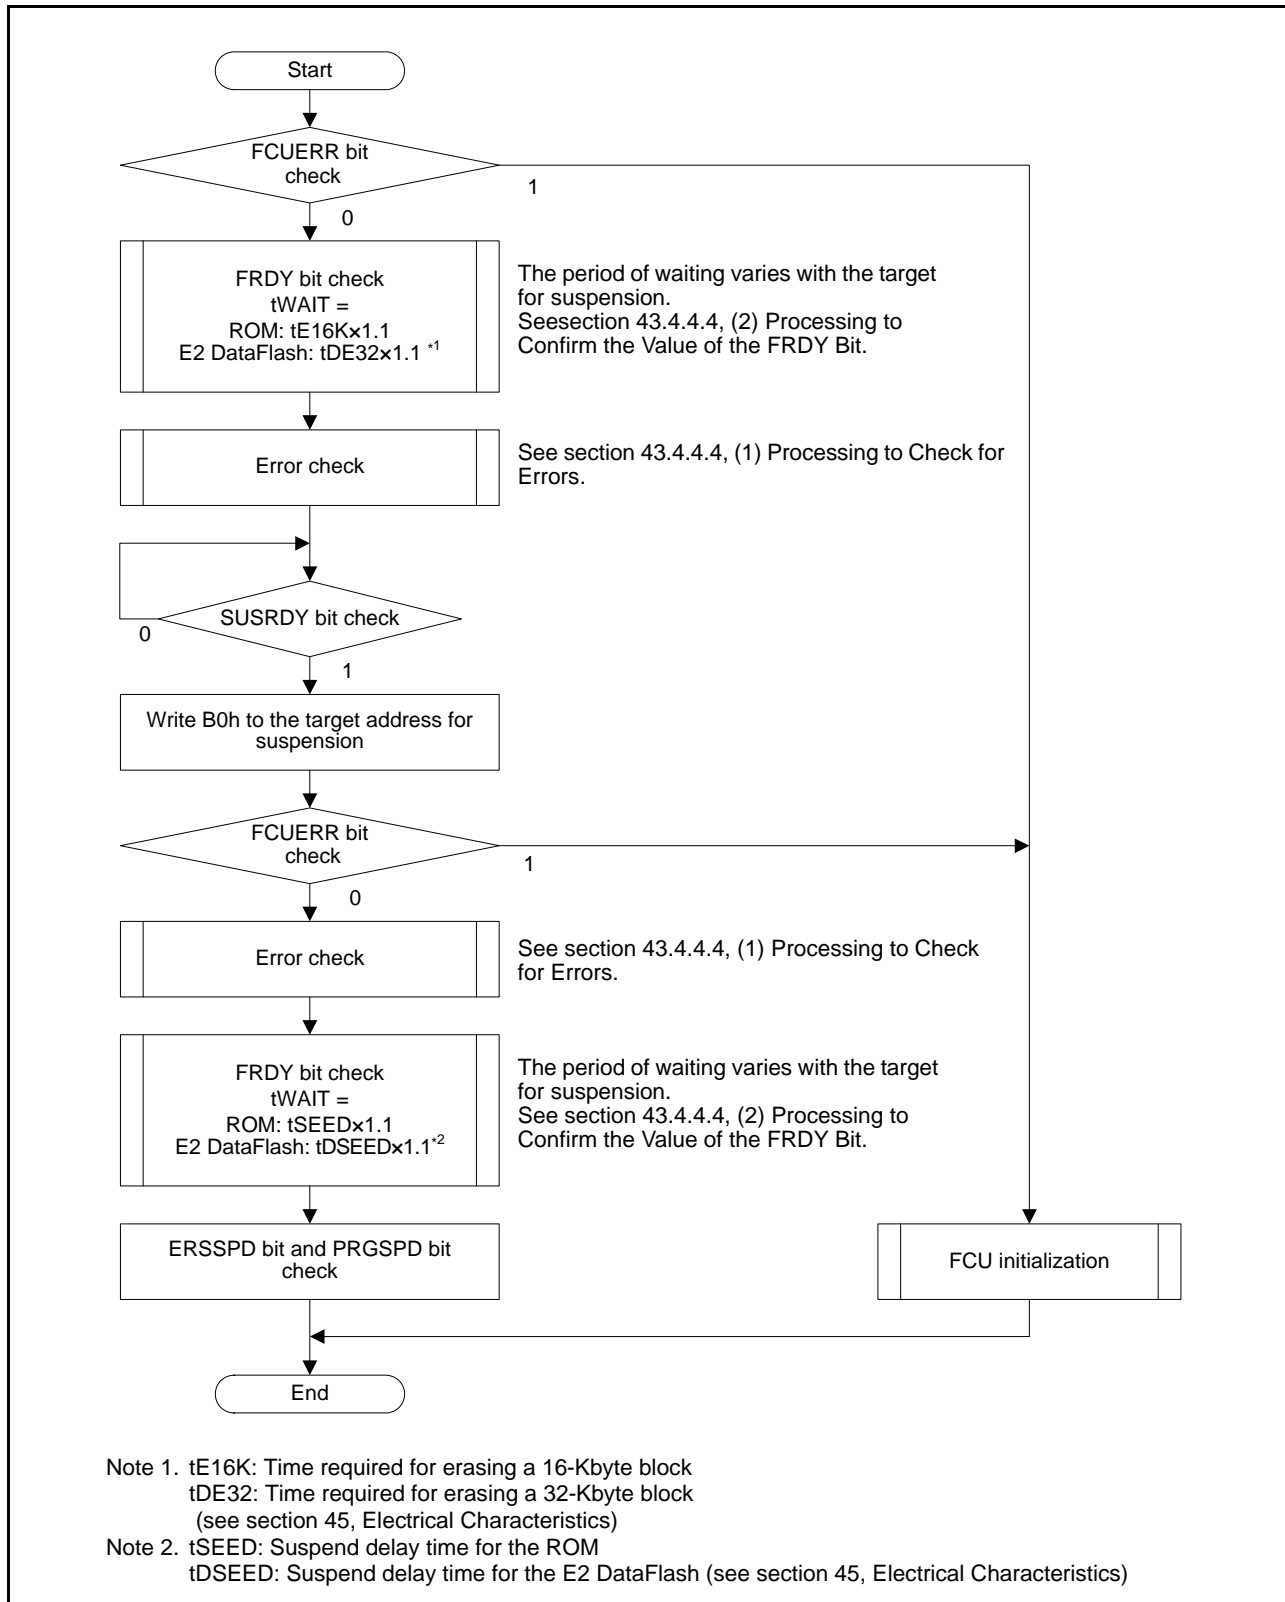 Start
FCUERR bit
check
1
0
FRDY bit check
tWAIT =
ROM: tE16K×1.1
E2 DataFlash: tDE32×1.1 *1
The period of waiting varies with the target
for suspension.
Seesection 43.4.4.4, (2) Processing to
Confirm the Value of the FRDY Bit.
Error check
See section 43.4.4.4, (1) Processing to Check for
Errors.
SUSRDY bit check
0
1
Write B0h to the target address for
suspension
FCUERR bit
check
1
0
Error check
See section 43.4.4.4, (1) Processing to Check
for Errors.
FRDY bit check
tWAIT =
ROM: tSEED×1.1
E2 DataFlash: tDSEED×1.1*2
The period of waiting varies with the target
for suspension.
See section 43.4.4.4, (2) Processing to
Confirm the Value of the FRDY Bit.
ERSSPD bit and PRGSPD bit
check
FCU initialization
End
Note 1. tE16K: Time required for erasing a 16-Kbyte block
tDE32: Time required for erasing a 32-Kbyte block
(see section 45, Electrical Characteristics)
Note 2. tSEED: Suspend delay time for the ROM
tDSEED: Suspend delay time for the E2 DataFlash (see section 45, Electrical Characteristics)